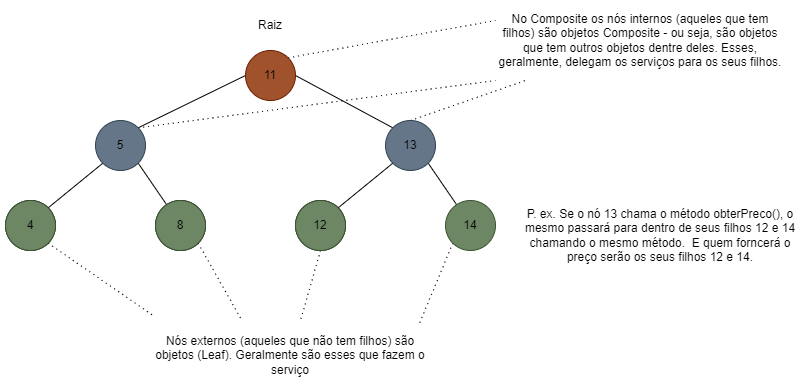 Raiz
No Composite os nós internos (aqueles que tem
filhos) são objetos Composite - ou seja, são objetos
que tem outros objetos dentre deles. Esses,
geralmente, delegam os serviços para os seus filhos.
11
5
13
4
8
12
14
P. ex. Se o nó 13 chama o método obterPreco(), o
mesmo passará para dentro de seus filhos 12 e 14
chamando o mesmo método. E quem forncerá o
preço serão os seus filhos 12 e 14.
Nós externos (aqueles que não tem filhos) são
objetos (Leaf). Geralmente são esses que fazem o
serviço